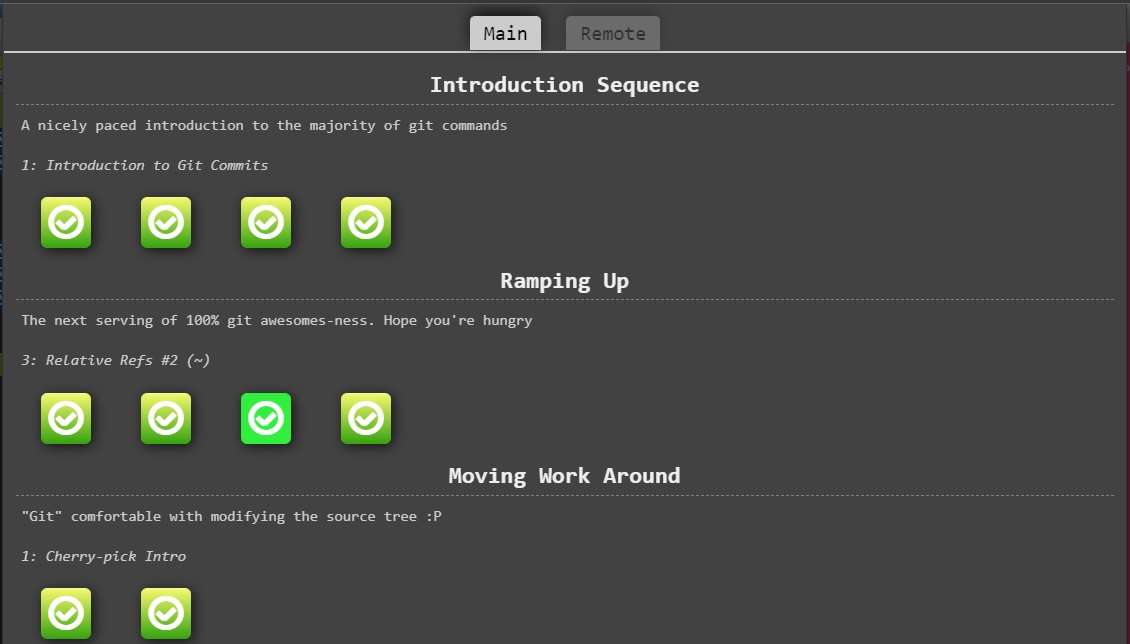 Main Remote
Introduction Sequence
A nicely paced introduction to the majority of git commands
1: Introduction to Git Commits
Ramping Up
The next serving of 100% git awesomes-ness. Hope you're hungry
3: Relative Refs #2 (~)
Moving Work Around
"Git" comfortable with modifying the source tree :P
1: Cherry-pick Intro